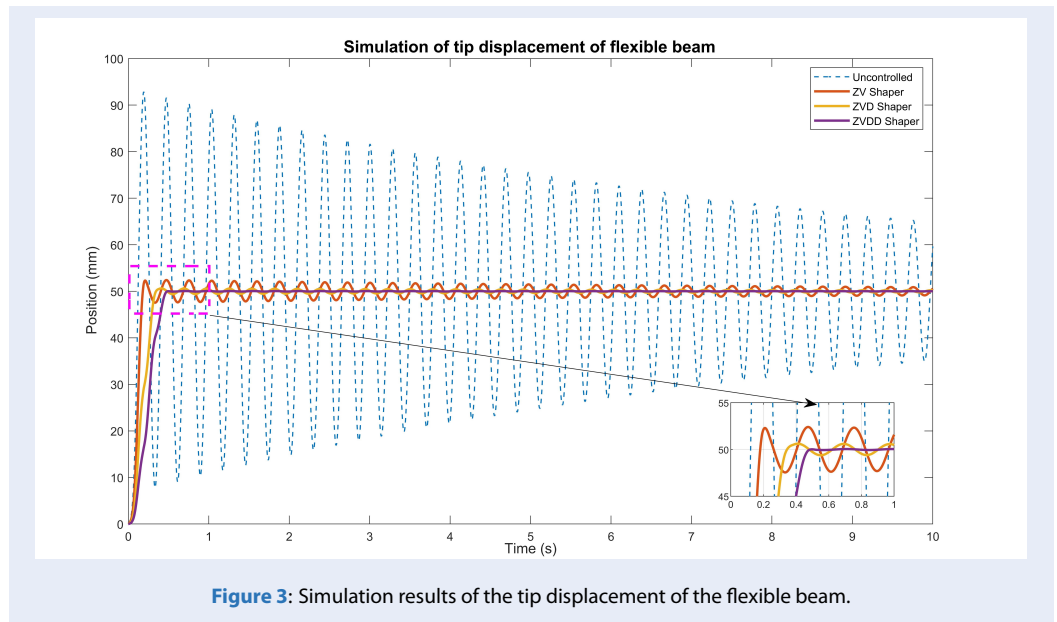 Simulation of tip displacement of flexible beam
100
90
80
70
60
50
40
30
20
10
0
Position (mm)
Uncontrolled
ZV Shaper
ZVD Shaper
ZVDD Shaper
55
50
45
0 0.2 0.4 0.6 0.8 1
0 1 2 3 4 5 6 7 8 9 10
Time (s)
Figure 3: Simulation results of the tip displacement of the flexible beam.